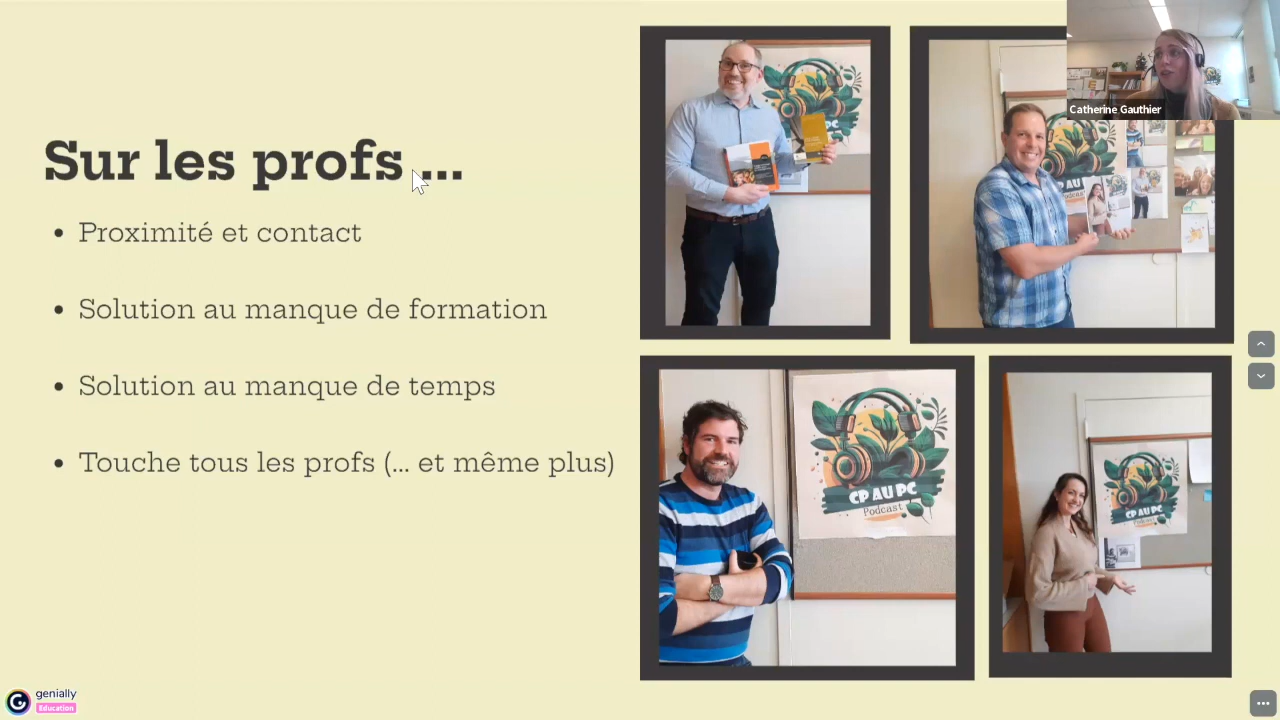 Sur les profs ...
• Proximité et contact
• Solution au manque de formation
• Solution au manque de temps
• Touche tous les profs (... et même plus)
Catherine Gauthier
CP AU PC
Podcast
CP AU PC
Podcast
genially
Education